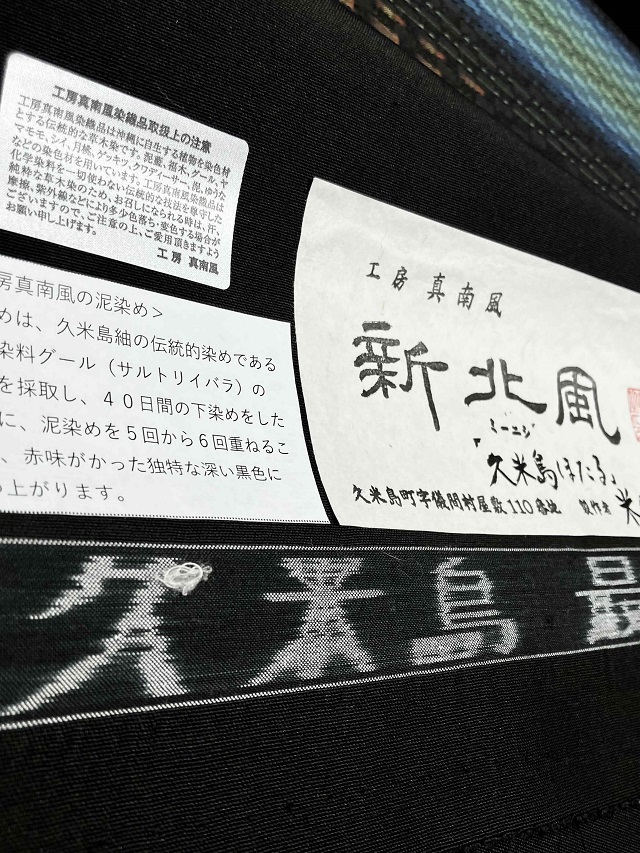 工房真南風染織品取扱上の注意
工房真南風染織品は沖縄に自生する植物を染色材
とする伝統的な草木染です。泥藍、福木、グール、ヤ
マモモ、シイ、月桃、ゲッキツ、クワディーサー、泥、ゆうな
などの染色材を用いています。工房真南風染織品は
化学染料を一切使わない伝統的な技法を尊守した
純粋な草木染のため、お召しになられる時は、汗、
摩擦、紫外線などにより多少色落ち・変色する場合が
ございますので、ご注意の上、ご愛用頂きますよう
お願い申し上げます。
工房 真南風
房真南風の泥染め>
めは、久米島紬の伝統的染めである
染料グール（サルトリイバラ）の
を採取し、４０日間の下染めをした
に、泥染めを５回から６回重ねるこ
、赤味がかった独特な深い黒色に
上がります。
工房 真南風
新北風
ミーニシ
「久米島ほたる」
久米島町字儀間村屋敷110番地 製作者 米
久米島 最